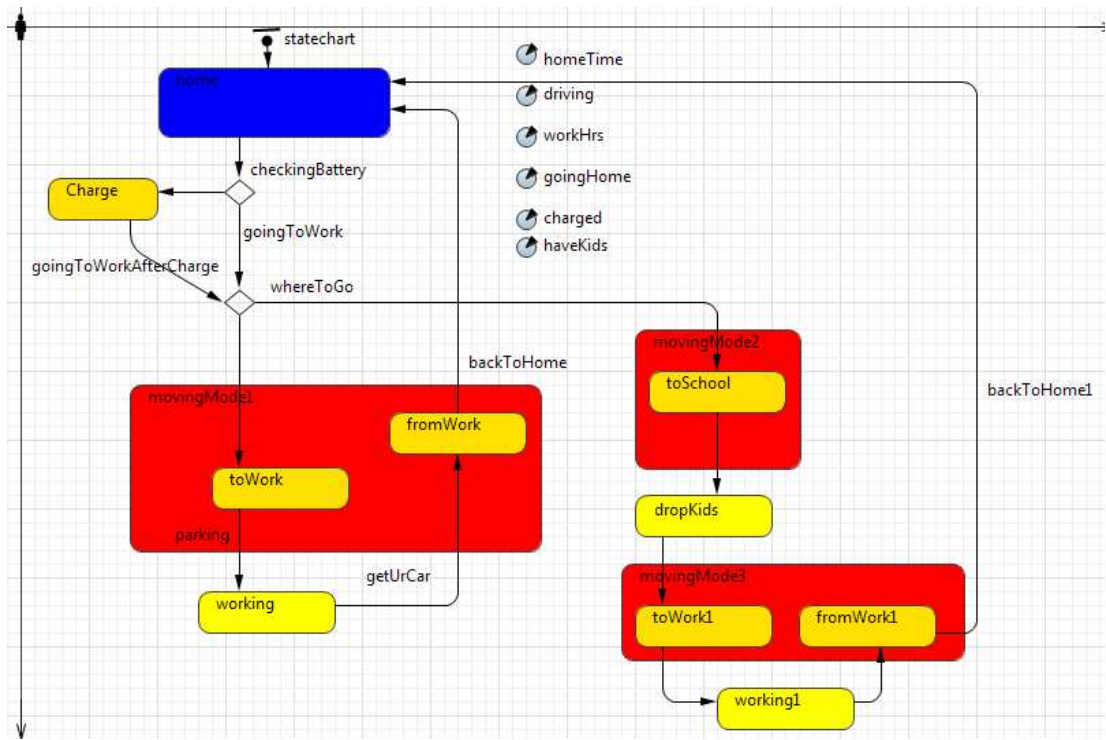 statechart
home
homeTime
driving
workHrs
goingHome
charged
haveKids
checkingBattery
Charge
goingToWork
goingToWorkAfterCharge
whereToGo
backToHome
backToHome1
movingMode1
fromWork
toWork
parking
getUrCar
working
movingMode2
toSchool
dropKids
movingMode3
toWork1
fromWork1
working1